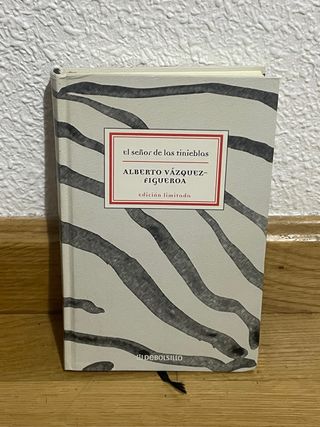 el señor de las tinieblas
ALBERTO VÁZQUEZ-
FIGUEROA
edición limitada
DEBOLSILLO